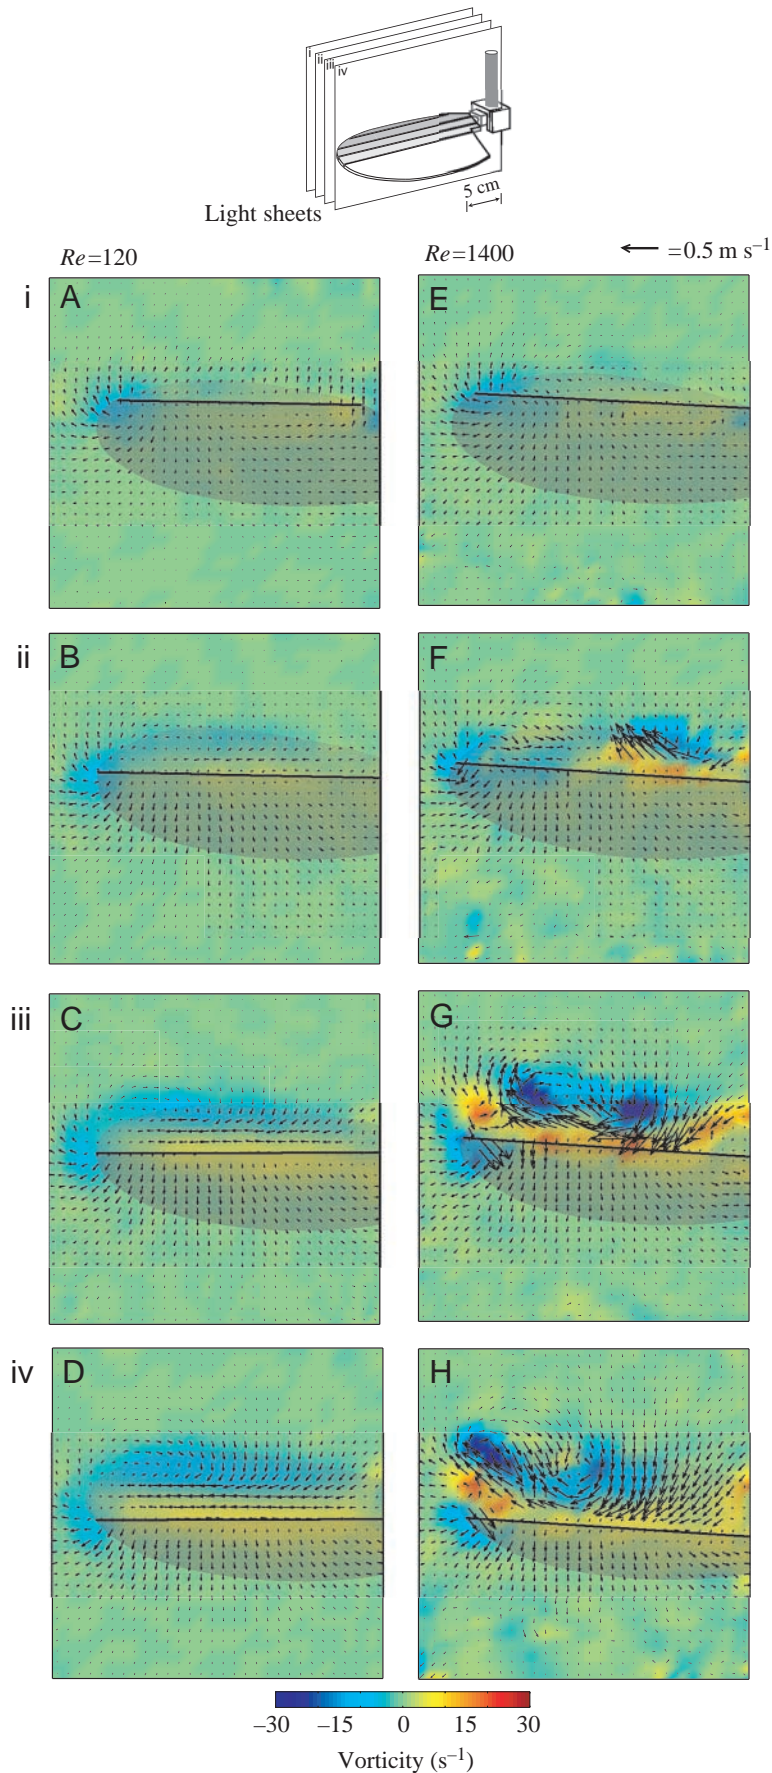 i
ii
iii
iv
5 cm
Light sheets
Re=120
Re=1400
=0.5 m s–1
i
A
E
ii
B
F
iii
C
G
iv
D
H
–30
–15
0
15
30
Vorticity (s–1)